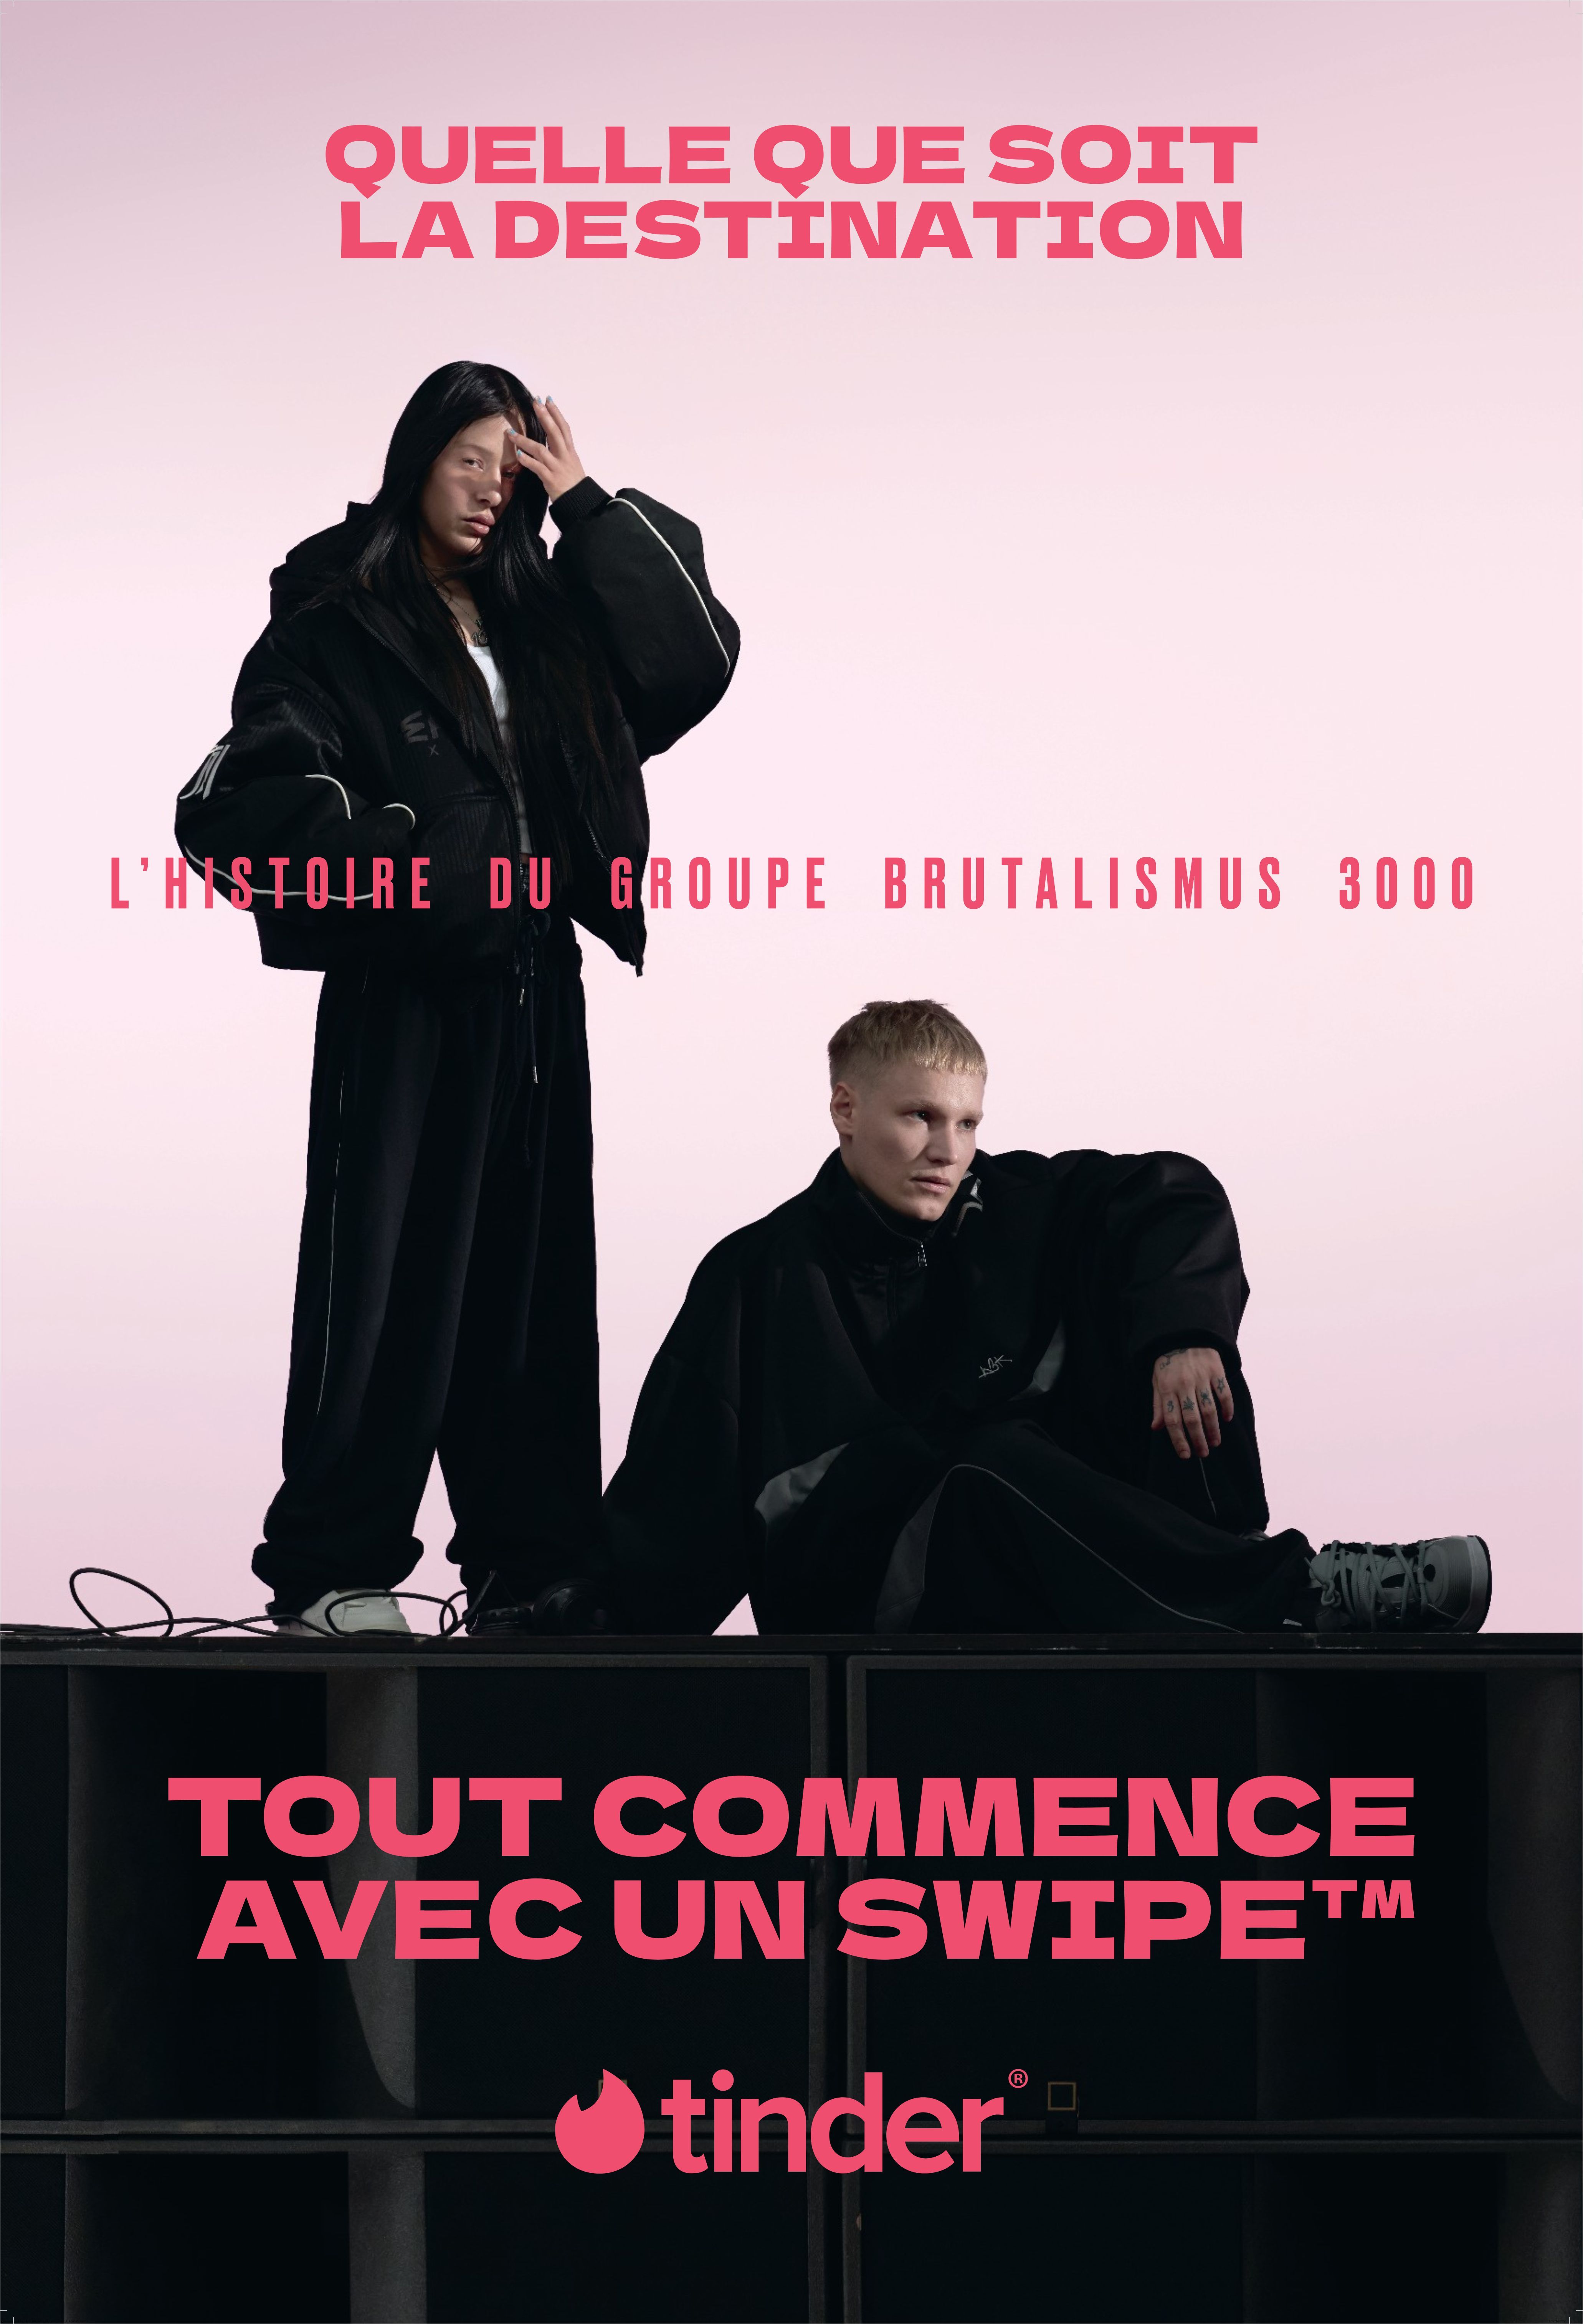 QUELLE QUE SOIT
LA DESTINATION
L'HISTOIRE DU GROUPE BRUTALISMUS 3000
TOUT COMMENCE
AVEC UN SWIPE™
tinder®